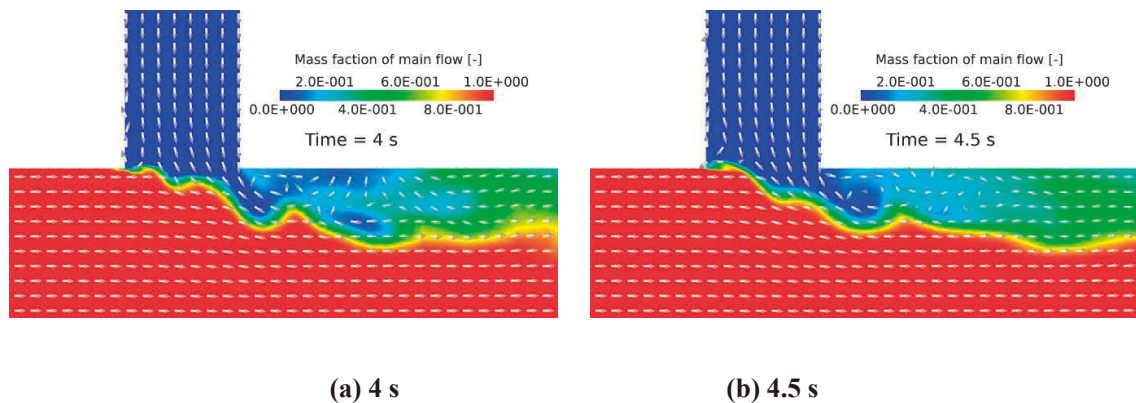 Mass faction of main flow [-]
2.0E-001 6.0E-001 1.0E+000
0.0E+000 4.0E-001 8.0E-001
Time = 4 s
Mass faction of main flow [-]
2.0E-001 6.0E-001 1.0E+000
0.0E+000 4.0E-001 8.0E-001
Time = 4.5 s
(a) 4 s
(b) 4.5 s